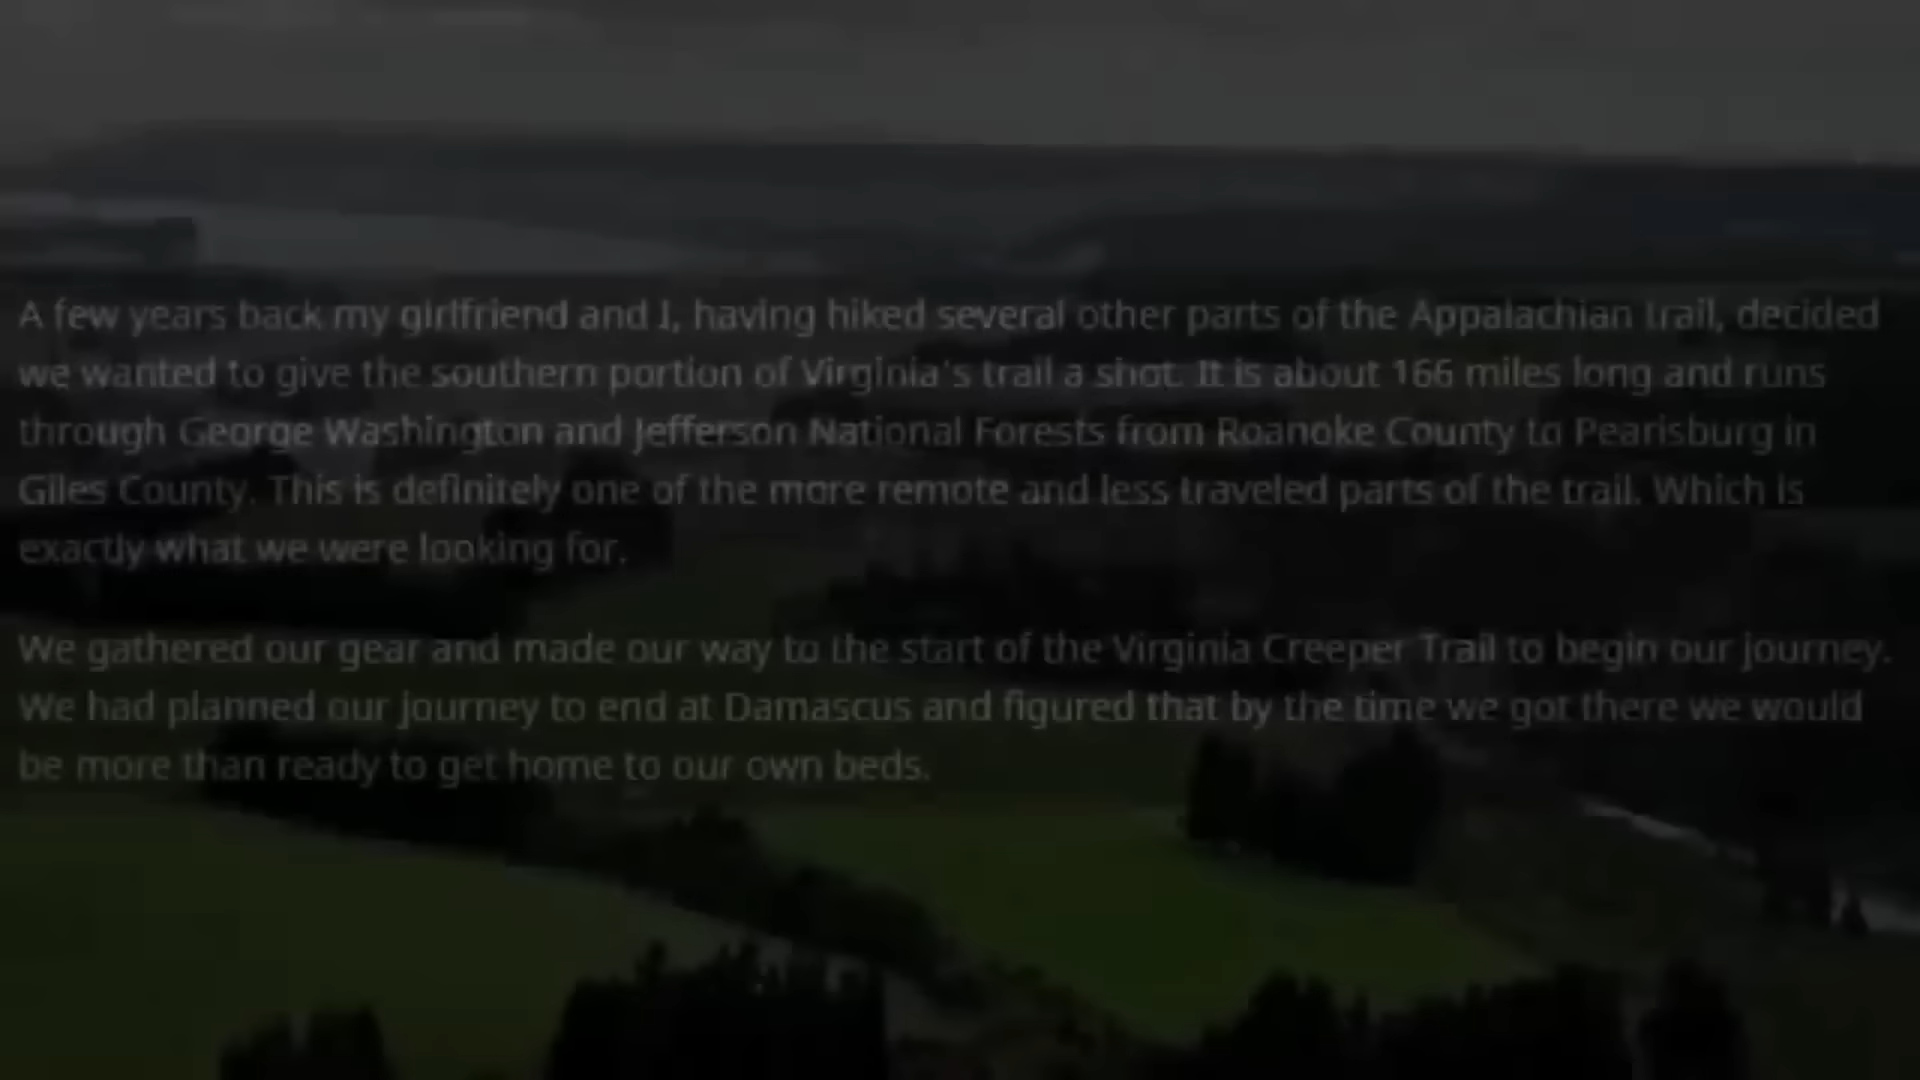 A few years back my girlfriend and I, having hiked several other parts of the Appalachian trail, decided
we wanted to give the southern portion of Virginia's trail a shot. It is about 166 miles long and runs
through George Washington and Jefferson National Forests from Roanoke County to Pearisburg in
Giles County. This is definitely one of the more remote and less traveled parts of the trail. Which is
exactly what we were looking for.
We gathered our gear and made our way to the start of the Virginia Creeper Trail to begin our journey.
We had planned our journey to end at Damascus and figured that by the time we got there we would
be more than ready to get home to our own beds.